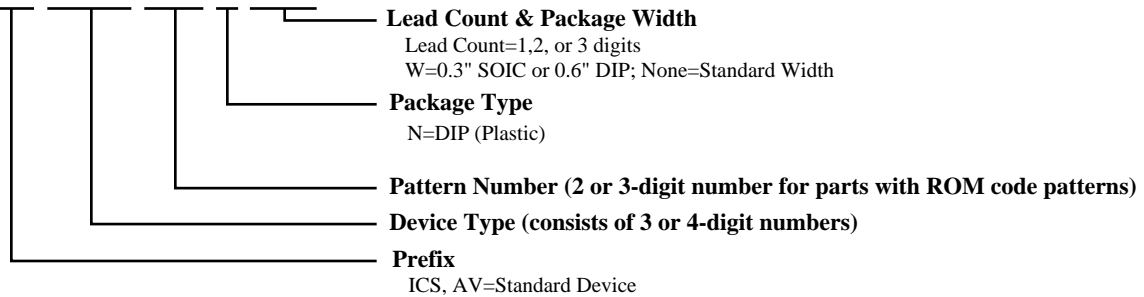 Lead Count & Package Width
Lead Count=1,2, or 3 digits
W=0.3" SOIC or 0.6" DIP; None=Standard Width
Package Type
N=DIP (Plastic)
Pattern Number (2 or 3-digit number for parts with ROM code patterns)
Device Type (consists of 3 or 4-digit numbers)
Prefix
ICS, AV=Standard Device